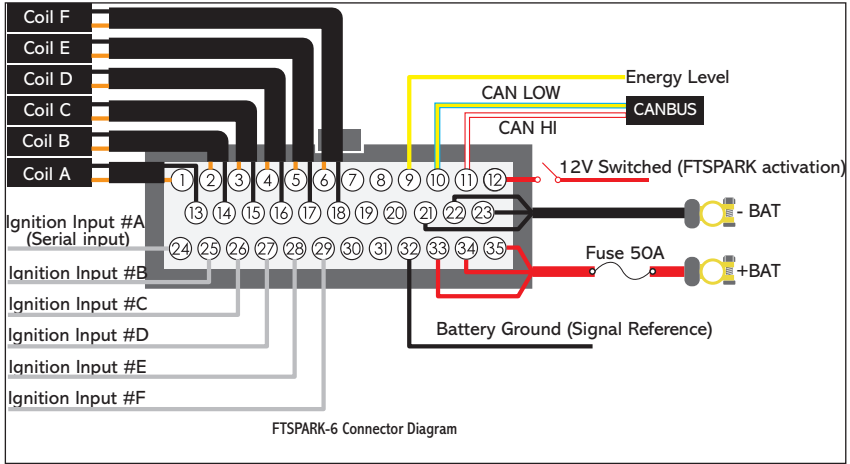 Coil F
Coil E
Coil D
Coil C
Coil B
Coil A
Energy Level
CAN LOW
CANBUS
CAN HI
12V Switched (FTSPARK activation)
1 2 3 4 5 6 7 8 9 10 11 12
13 14 15 16 17 18 19 20 21 22 23
- BAT
Ignition Input #A
(Serial input)
24 25 26 27 28 29 30 31 32 33 34 35
Fuse 50A
+BAT
Ignition Input #B
Ignition Input #C
Ignition Input #D
Battery Ground (Signal Reference)
Ignition Input #E
Ignition Input #F
FTSPARK-6 Connector Diagram